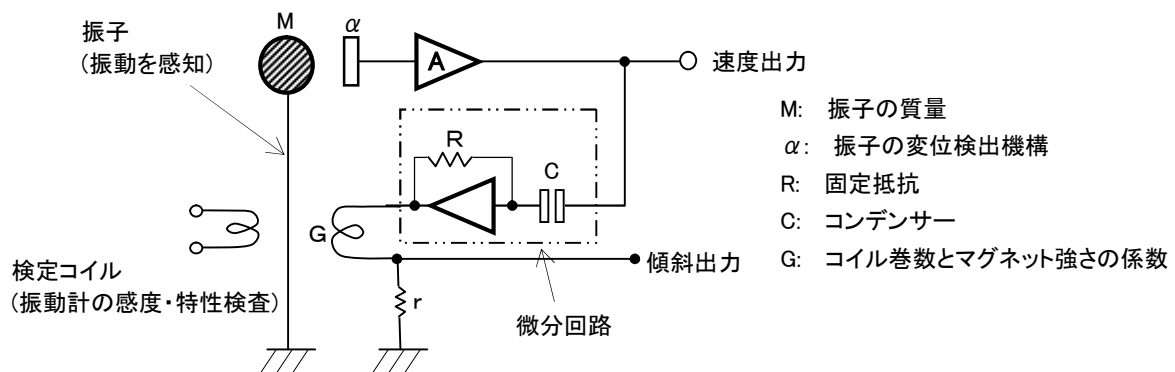 振子
(振動を感知)
M
α
A
速度出力
R
C
G
検定コイル
(振動計の感度・特性検査)
r
傾斜出力
微分回路
M: 振子の質量
α: 振子の変位検出機構
R: 固定抵抗
C: コンデンサー
G: コイル巻数とマグネット強さの係数